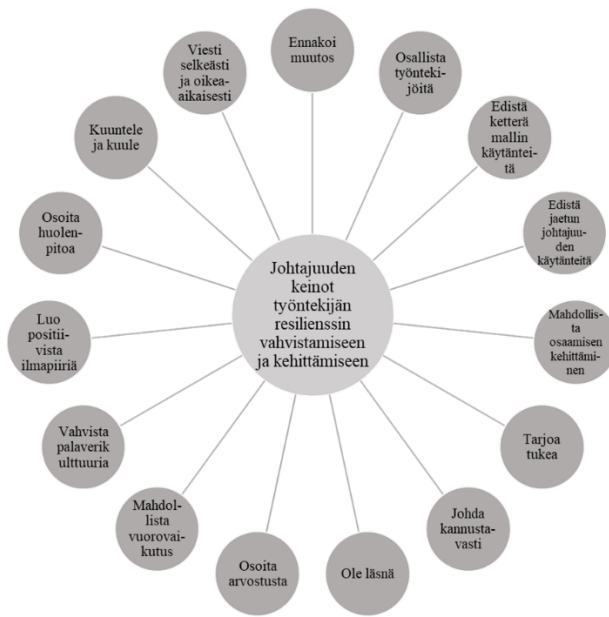 Ennakoi
muutos
Osallista
työnteki-
jöitä
Edistä
ketterä
mallin
käytäntei-
tä
Edistä
jaetun
johtajuu-
den
käytänteitä
Mahdollis-
ta
osaamisen
kehittämi-
nen
Tarjoa
tukea
Johda
kannusta-
vasti
Ole läsnä
Osoita
arvostusta
Mahdol-
lista
vuorovai-
kutus
Vahvista
palaverik
ulttuuria
Luo
positii-
vista
ilmapiiriä
Osoita
huolen-
pitoa
Kuuntele
ja kuule
Viesti
selkeästi
ja oikea-
aikaisesti
Johtajuuden
keinot
työntekijän
resilienssin
vahvistamiseen
ja kehittämiseen